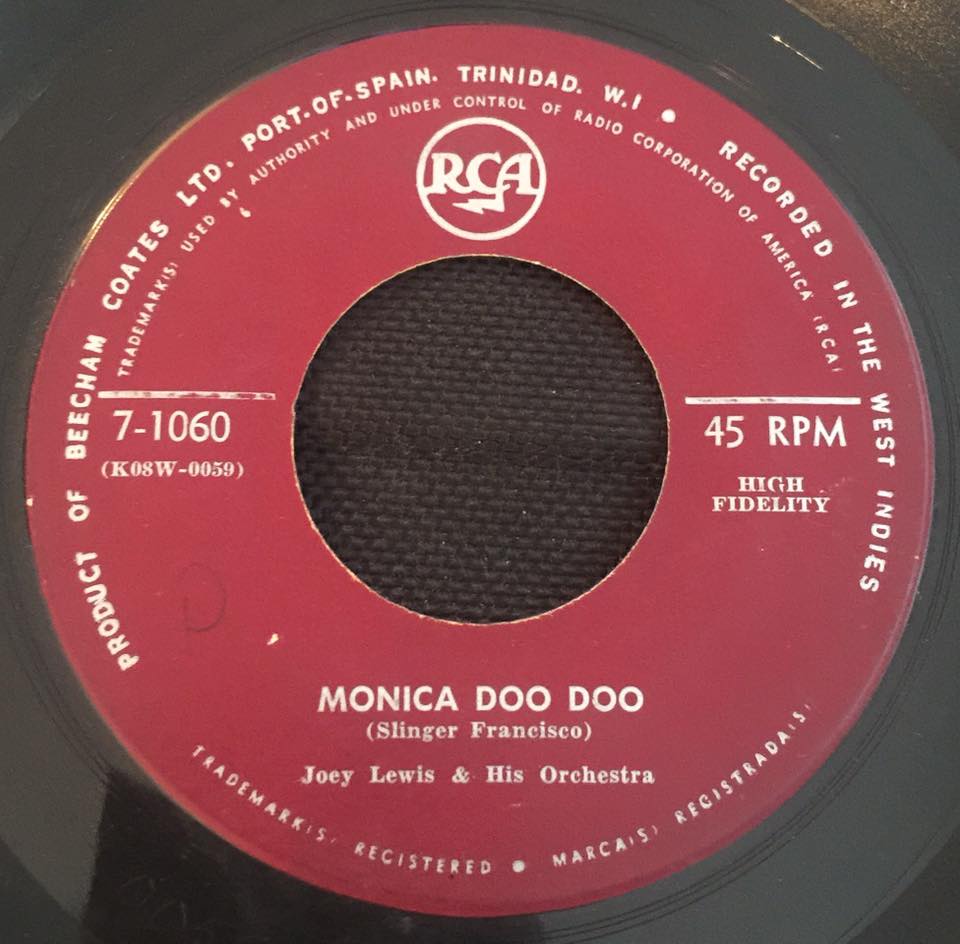 PRODUCT OF BEECHAM COATES LTD. PORT-OF-SPAIN. TRINIDAD. W.I • RECORDED IN THE WEST INDIES
TRADEMARK(S) USED BY AUTHORITY AND UNDER CONTROL OF RADIO CORPORATION OF AMERICA (RCA)
RCA
7-1060
(K08W-0059)
45 RPM
HIGH
FIDELITY
MONICA DOO DOO
(Slinger Francisco)
Joey Lewis & His Orchestra
TRADEMARK(S) REGISTERED • MARCA(S) REGISTRADA(S)